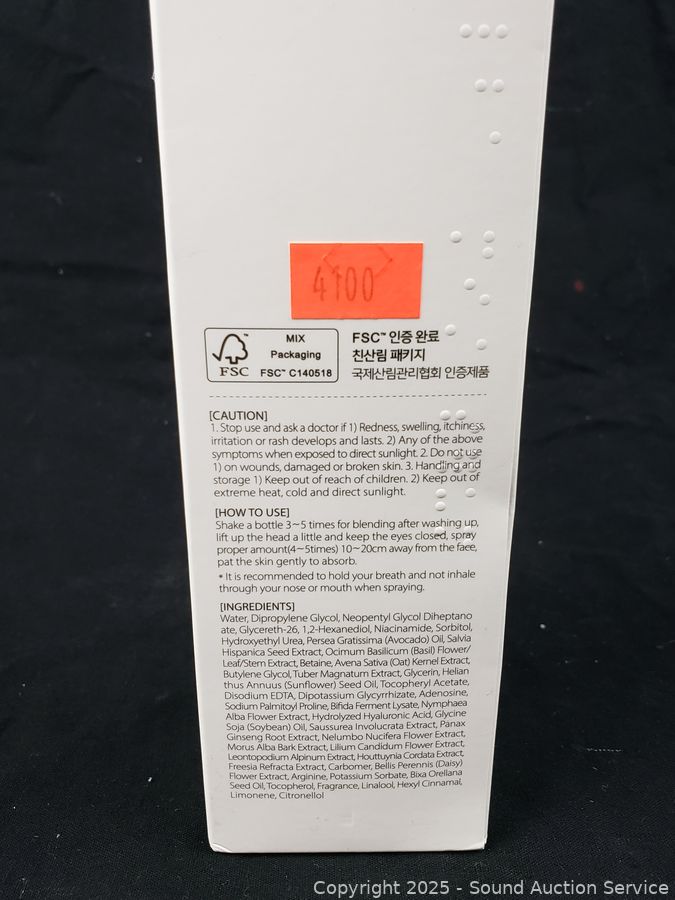 4100
MIX
Packaging
FSC
FSC™ C140518
FSC™ 인증 완료
친산림 패키지
국제산림관리협회 인증제품
[CAUTION]
1. Stop use and ask a doctor if 1) Redness, swelling, itchiness,
irritation or rash develops and lasts. 2) Any of the above
symptoms when exposed to direct sunlight. 2. Do not use
1) on wounds, damaged or broken skin. 3. Handling and
storage 1) Keep out of reach of children. 2) Keep out of
extreme heat, cold and direct sunlight.
[HOW TO USE]
Shake a bottle 3~5 times for blending after washing up,
lift up the head a little and keep the eyes closed, spray
proper amount(4~5times) 10~20cm away from the face,
pat the skin gently to absorb.
* It is recommended to hold your breath and not inhale
through your nose or mouth when spraying.
[INGREDIENTS]
Water, Dipropylene Glycol, Neopentyl Glycol Diheptano
ate, Glycereth-26, 1,2-Hexanediol, Niacinamide, Sorbitol,
Hydroxyethyl Urea, Persea Gratissima (Avocado) Oil, Salvia
Hispanica Seed Extract, Ocimum Basilicum (Basil) Flower/
Leaf/Stem Extract, Betaine, Avena Sativa (Oat) Kernel Extract,
Butylene Glycol, Tuber Magnatum Extract, Glycerin, Helian
thus Annuus (Sunflower) Seed Oil, Tocopheryl Acetate,
Disodium EDTA, Dipotassium Glycyrrhizate, Adenosine,
Sodium Palmitoyl Proline, Bifida Ferment Lysate, Nymphaea
Alba Flower Extract, Hydrolyzed Hyaluronic Acid, Glycine
Soja (Soybean) Oil, Saussurea Involucrata Extract, Panax
Ginseng Root Extract, Nelumbo Nucifera Flower Extract,
Morus Alba Bark Extract, Lilium Candidum Flower Extract,
Leontopodium Alpinum Extract, Houttuynia Cordata Extract,
Freesia Refracta Extract, Carbomer, Bellis Perennis (Daisy)
Flower Extract, Arginine, Potassium Sorbate, Bixa Orellana
Seed Oil, Tocopherol, Fragrance, Linalool, Hexyl Cinnamal,
Limonene, Citronellol
Copyright 2025 - Sound Auction Service